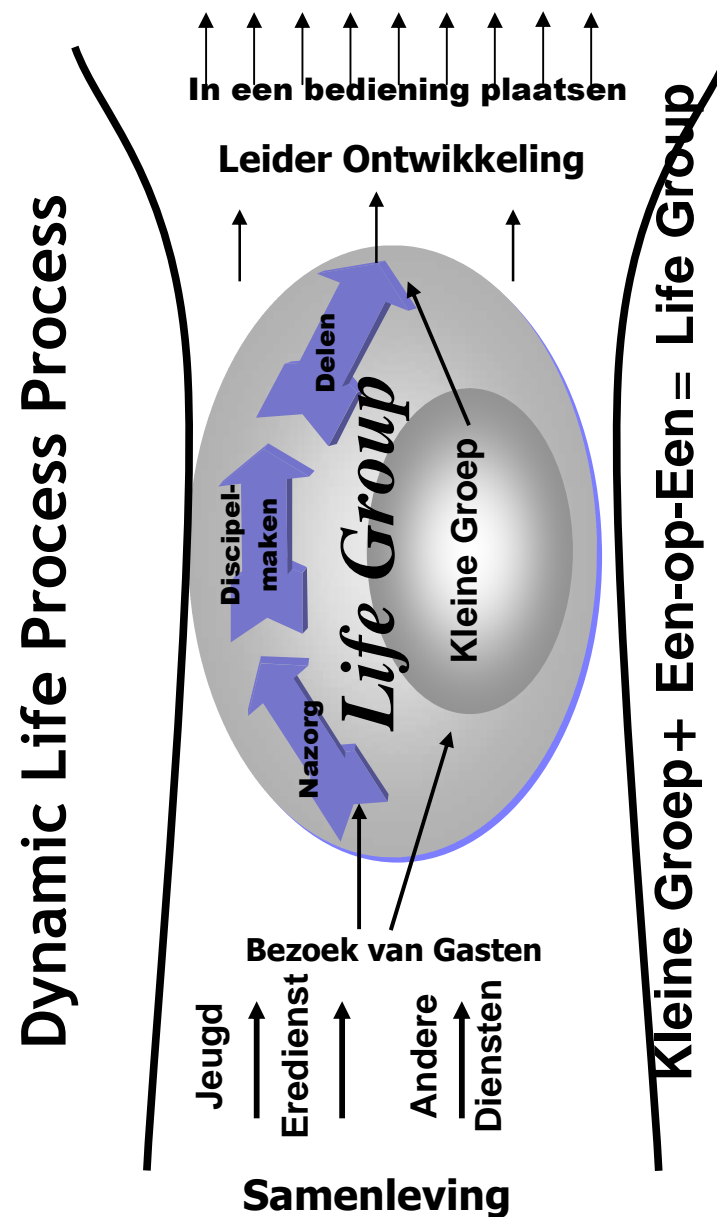 In een bediening plaatsen
Leider Ontwikkeling
Dynamic Life Process Process
Delen
Discipel-
maken
Nazorg
Life Group
Kleine Groep
Kleine Groep+ Een-op-Een= Life Group
Bezoek van Gasten
Jeugd
Eredienst
Andere
Diensten
Samenleving